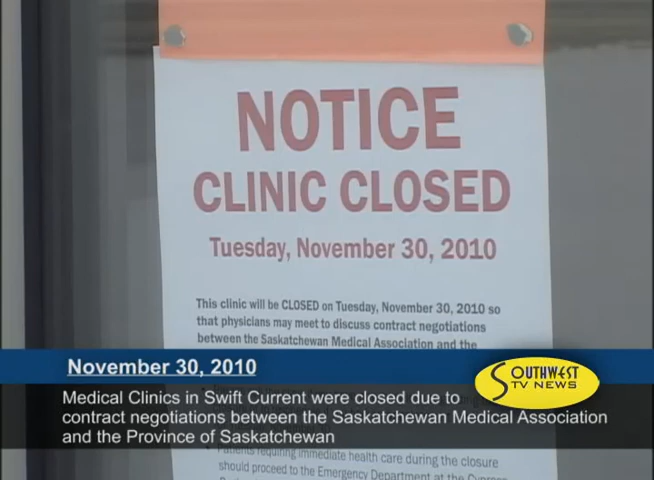 NOTICE
CLINIC CLOSED
Tuesday, November 30, 2010
This clinic will be CLOSED on Tuesday, November 30, 2010 so
that physicians may meet to discuss contract negotiations
between the Saskatchewan Medical Association and the
November 30, 2010
SOUTHWEST
TV NEWS
Medical Clinics in Swift Current were closed due to
contract negotiations between the Saskatchewan Medical Association
and the Province of Saskatchewan
Patients requiring immediate health care during the closure
should proceed to the Emergency Department at the Cypress